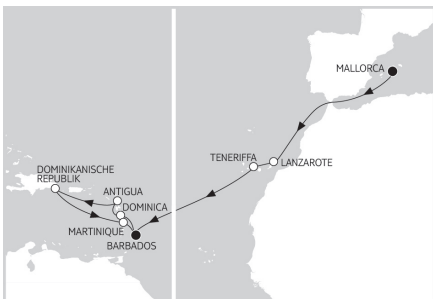 MALLORCA
TENERIFFA
LANZAROTE
DOMINIKANISCHE
REPUBLIK
ANTIGUA
DOMINICA
MARTINIQUE
BARBADOS